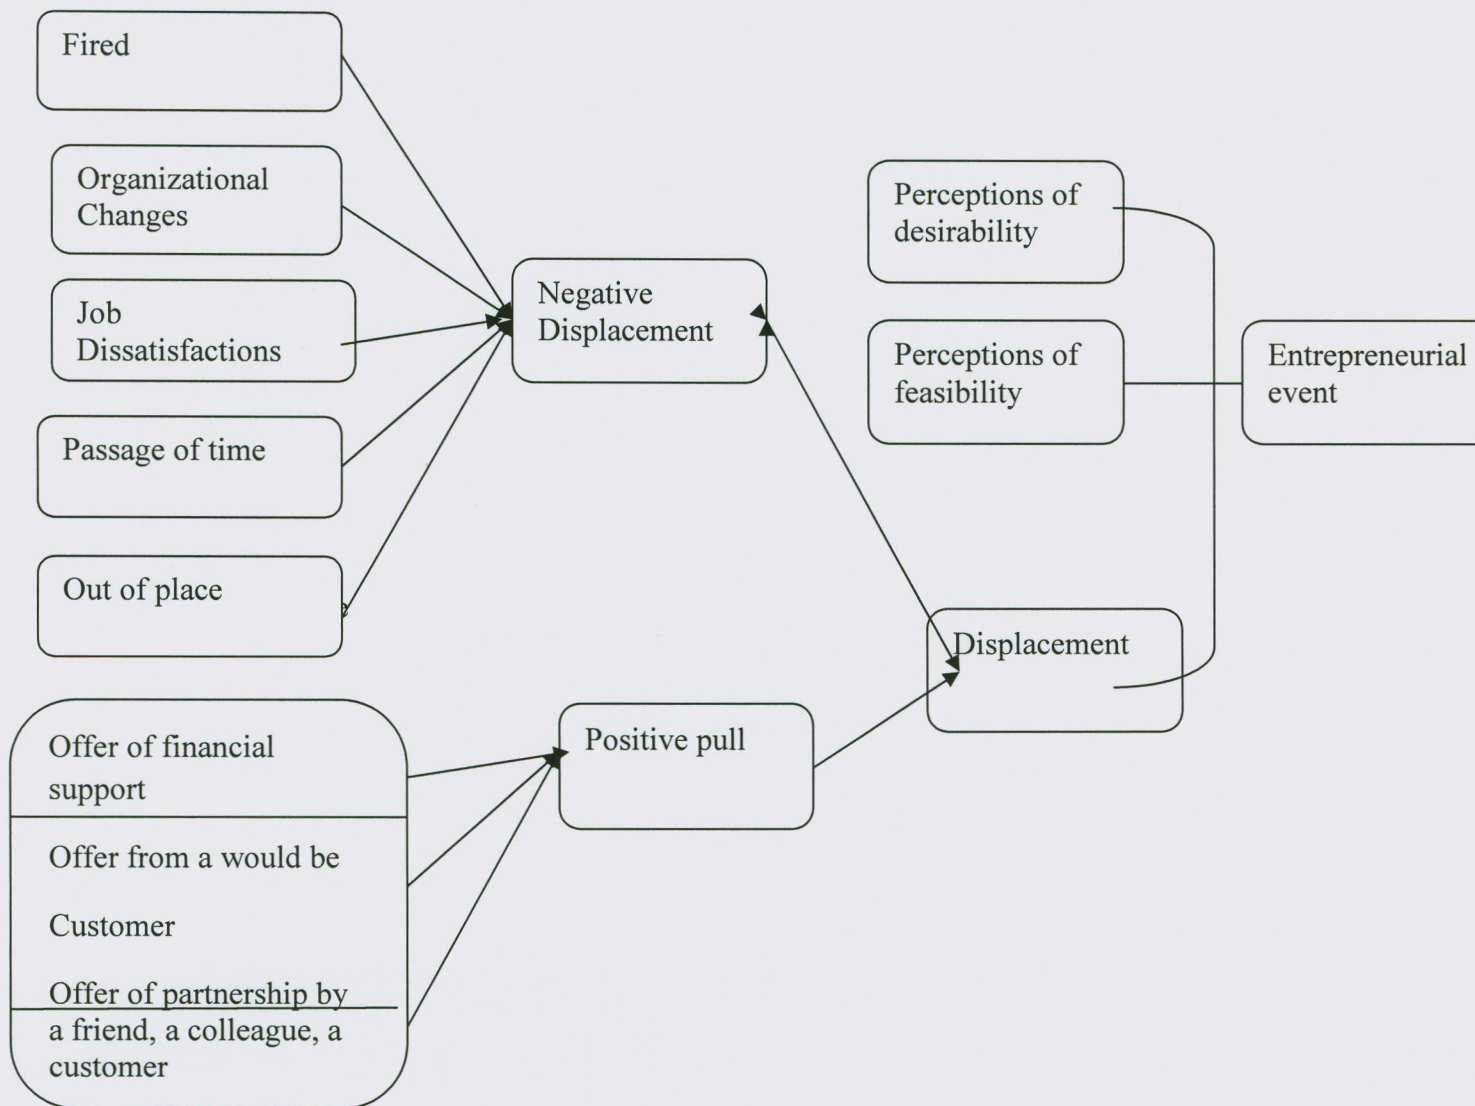 Fired
Organizational
Changes
Job
Dissatisfactions
Passage of time
Out of place
Negative
Displacement
Perceptions of
desirability
Perceptions of
feasibility
Entrepreneurial
event
Displacement
Positive pull
Offer of financial
support
Offer from a would be
Customer
Offer of partnership by
a friend, a colleague, a
customer